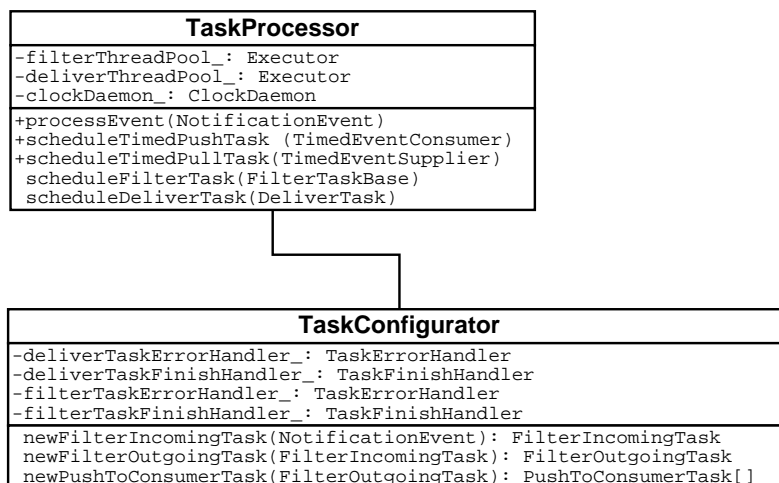 TaskProcessor
-filterThreadPool_: Executor
-deliverThreadPool_: Executor
-clockDaemon_: ClockDaemon
+processEvent(NotificationEvent)
+scheduleTimedPushTask (TimedEventConsumer)
+scheduleTimedPullTask(TimedEventSupplier)
scheduleFilterTask(FilterTaskBase)
scheduleDeliverTask(DeliverTask)
TaskConfigurator
-deliverTaskErrorHandler_: TaskErrorHandler
-deliverTaskFinishHandler_: TaskFinishHandler
-filterTaskErrorHandler_: TaskErrorHandler
-filterTaskFinishHandler_: TaskFinishHandler
newFilterIncomingTask(NotificationEvent): FilterIncomingTask
newFilterOutgoingTask(FilterIncomingTask): FilterOutgoingTask
newPushToConsumerTask(FilterOutgoingTask): PushToConsumerTask[]